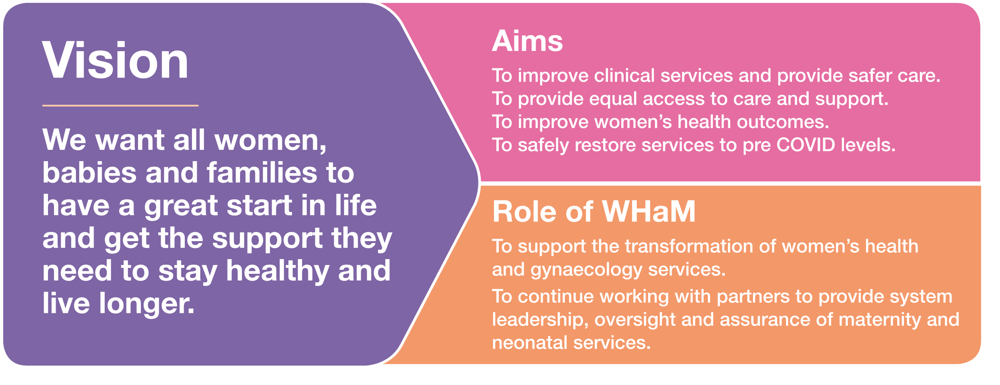 Vision
We want all women,
babies and families to
have a great start in life
and get the support they
need to stay healthy and
live longer.
Aims
To improve clinical services and provide safer care.
To provide equal access to care and support.
To improve women’s health outcomes.
To safely restore services to pre COVID levels.
Role of WHaM
To support the transformation of women’s health
and gynaecology services.
To continue working with partners to provide system
leadership, oversight and assurance of maternity and
neonatal services.